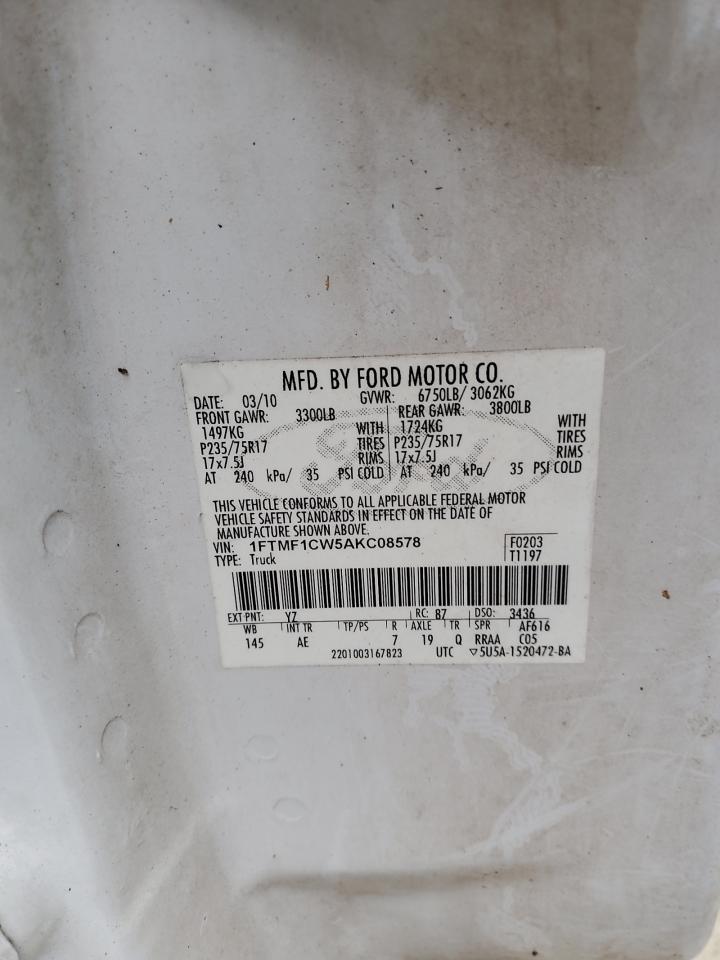 MFD. BY FORD MOTOR CO.
DATE: 03/10 GVWR: 6750LB/ 3062KG
FRONT GAWR: 3300LB REAR GAWR: 3800LB
1497KG WITH 1724KG WITH
P235/75R17 TIRES P235/75R17 TIRES
17x7.5J RIMS 17x7.5J RIMS
AT 240 kPa/ 35 PSI COLD AT 240 kPa/ 35 PSI COLD
Ford
THIS VEHICLE CONFORMS TO ALL APPLICABLE FEDERAL MOTOR
VEHICLE SAFETY STANDARDS IN EFFECT ON THE DATE OF
MANUFACTURE SHOWN ABOVE.
VIN: 1FTMF1CW5AKC08578 F0203
TYPE: Truck T1197
EXT PNT: YZ RC: 87 DSO: 3436
WB INT TR TP/PS R AXLE TR SPR AF616
145 AE 7 19 Q RRAA C05
2201003167823 UTC ▽5U5A-1520472-BA